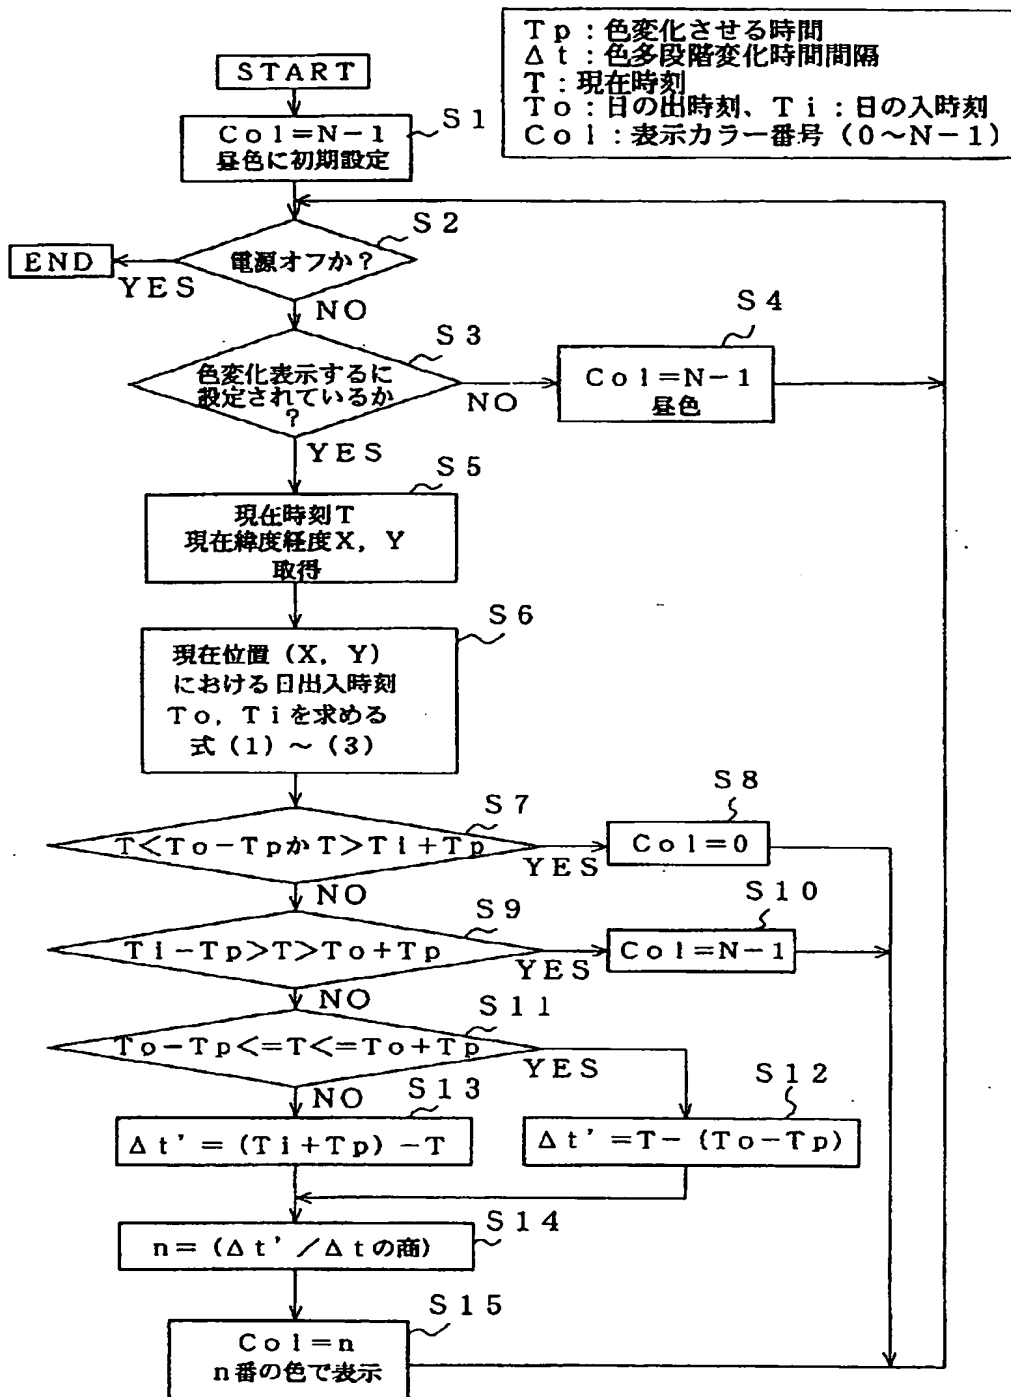 Tp：色変化させる時間
Δt：色多段階変化時間間隔
T：現在時刻
To：日の出時刻、Ti：日の入時刻
Col：表示カラー番号（0～N－1）
START
S1
Col＝N－1
昼色に初期設定
S2
電源オフか？
END
YES
NO
S3
色変化表示するに
設定されているか
？
NO
YES
S4
Col＝N－1
昼色
S5
現在時刻T
現在緯度経度X，Y
取得
S6
現在位置（X，Y）
における日出入時刻
To，Tiを求める
式（1）～（3）
S7
T＜To－TpかT＞Ti＋Tp
YES
NO
S8
Col＝0
S9
Ti－Tp＞T＞To＋Tp
YES
NO
S10
Col＝N－1
S11
To－Tp＜＝T＜＝To＋Tp
YES
NO
S12
Δt'＝T－（To－Tp）
S13
Δt'＝（Ti＋Tp）－T
S14
n＝（Δt'／Δtの商）
S15
Col＝n
n番の色で表示